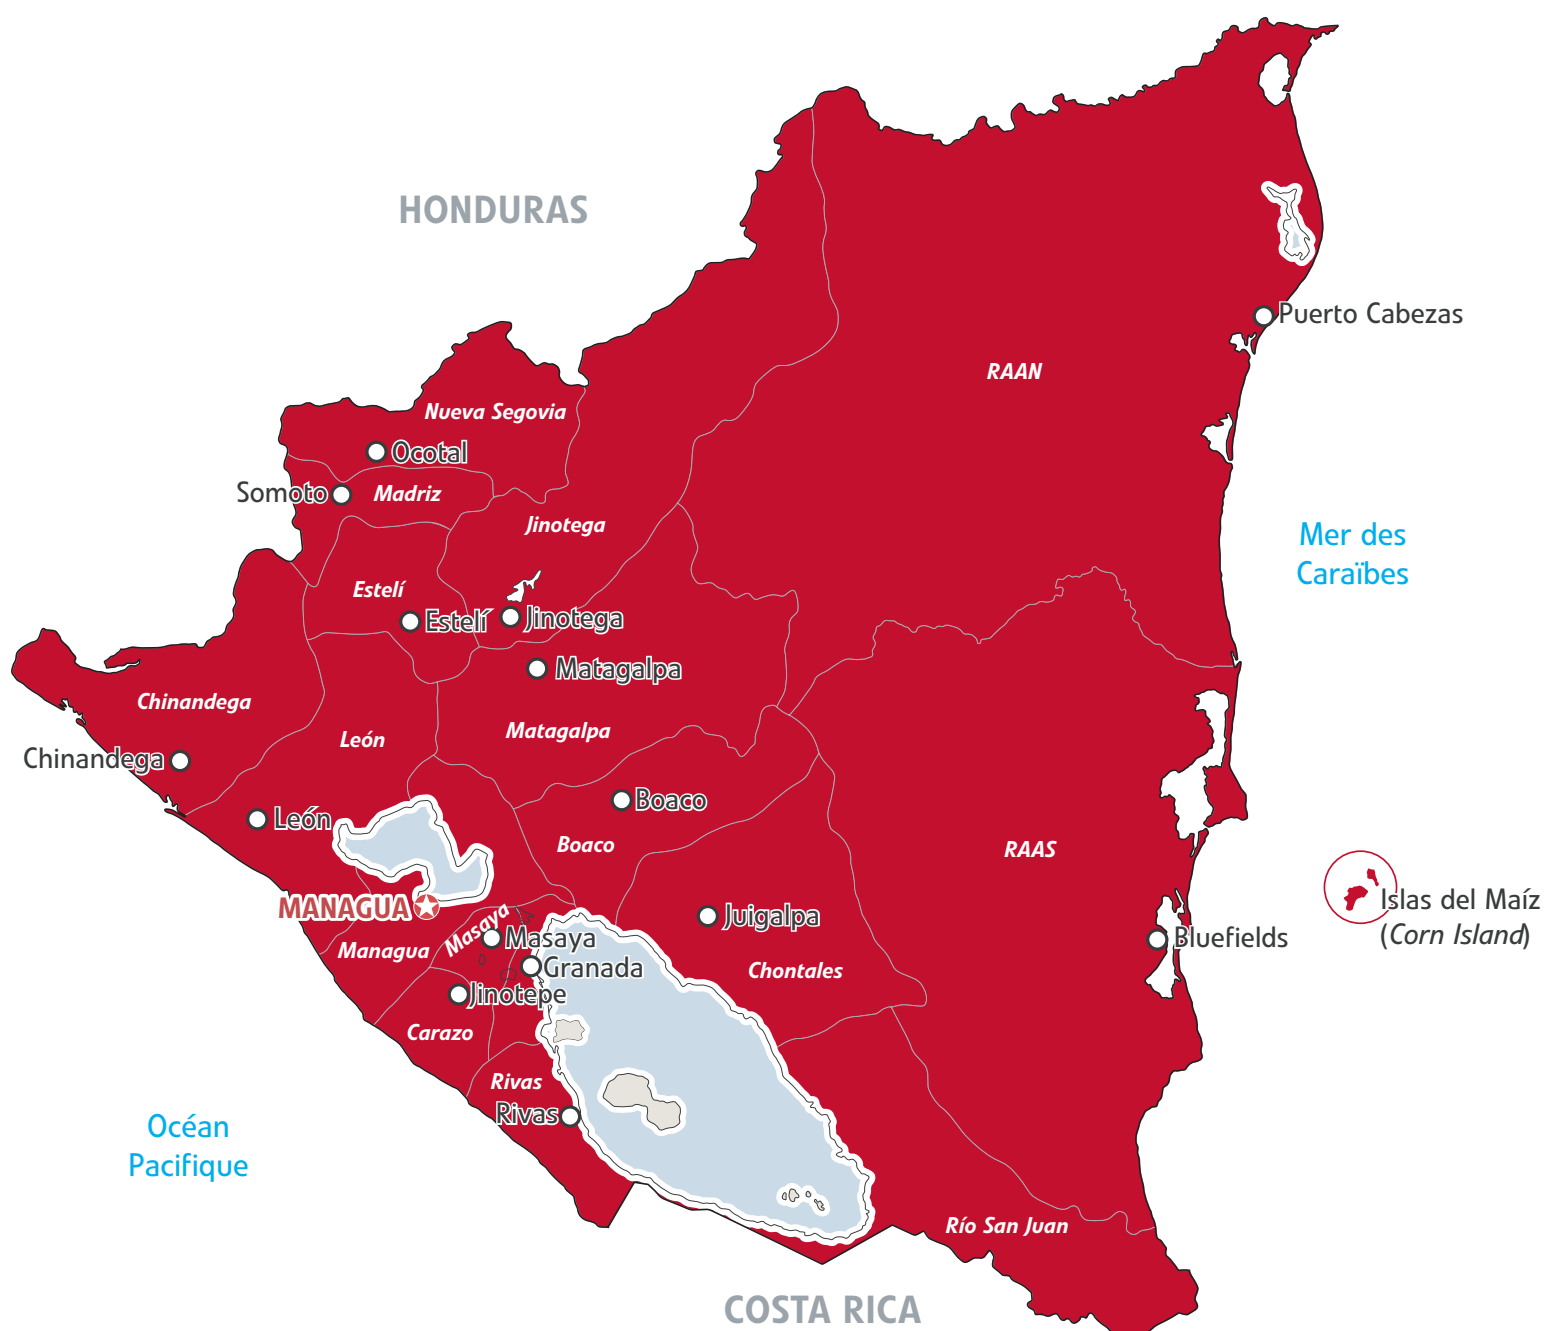 HONDURAS
Puerto Cabezas
RAAN
Nueva Segovia
Ocotal
Somoto
Madriz
Jinotega
Mer des
Caraïbes
Estelí
Estelí
Jinotega
Matagalpa
Chinandega
Matagalpa
León
Chinandega
Boaco
León
Boaco
RAAS
Islas del Maíz
(Corn Island)
MANAGUA
Juigalpa
Masaya
Masaya
Bluefields
Managua
Granada
Chontales
Jinotepe
Carazo
Rivas
Rivas
Océan
Pacifique
Río San Juan
COSTA RICA